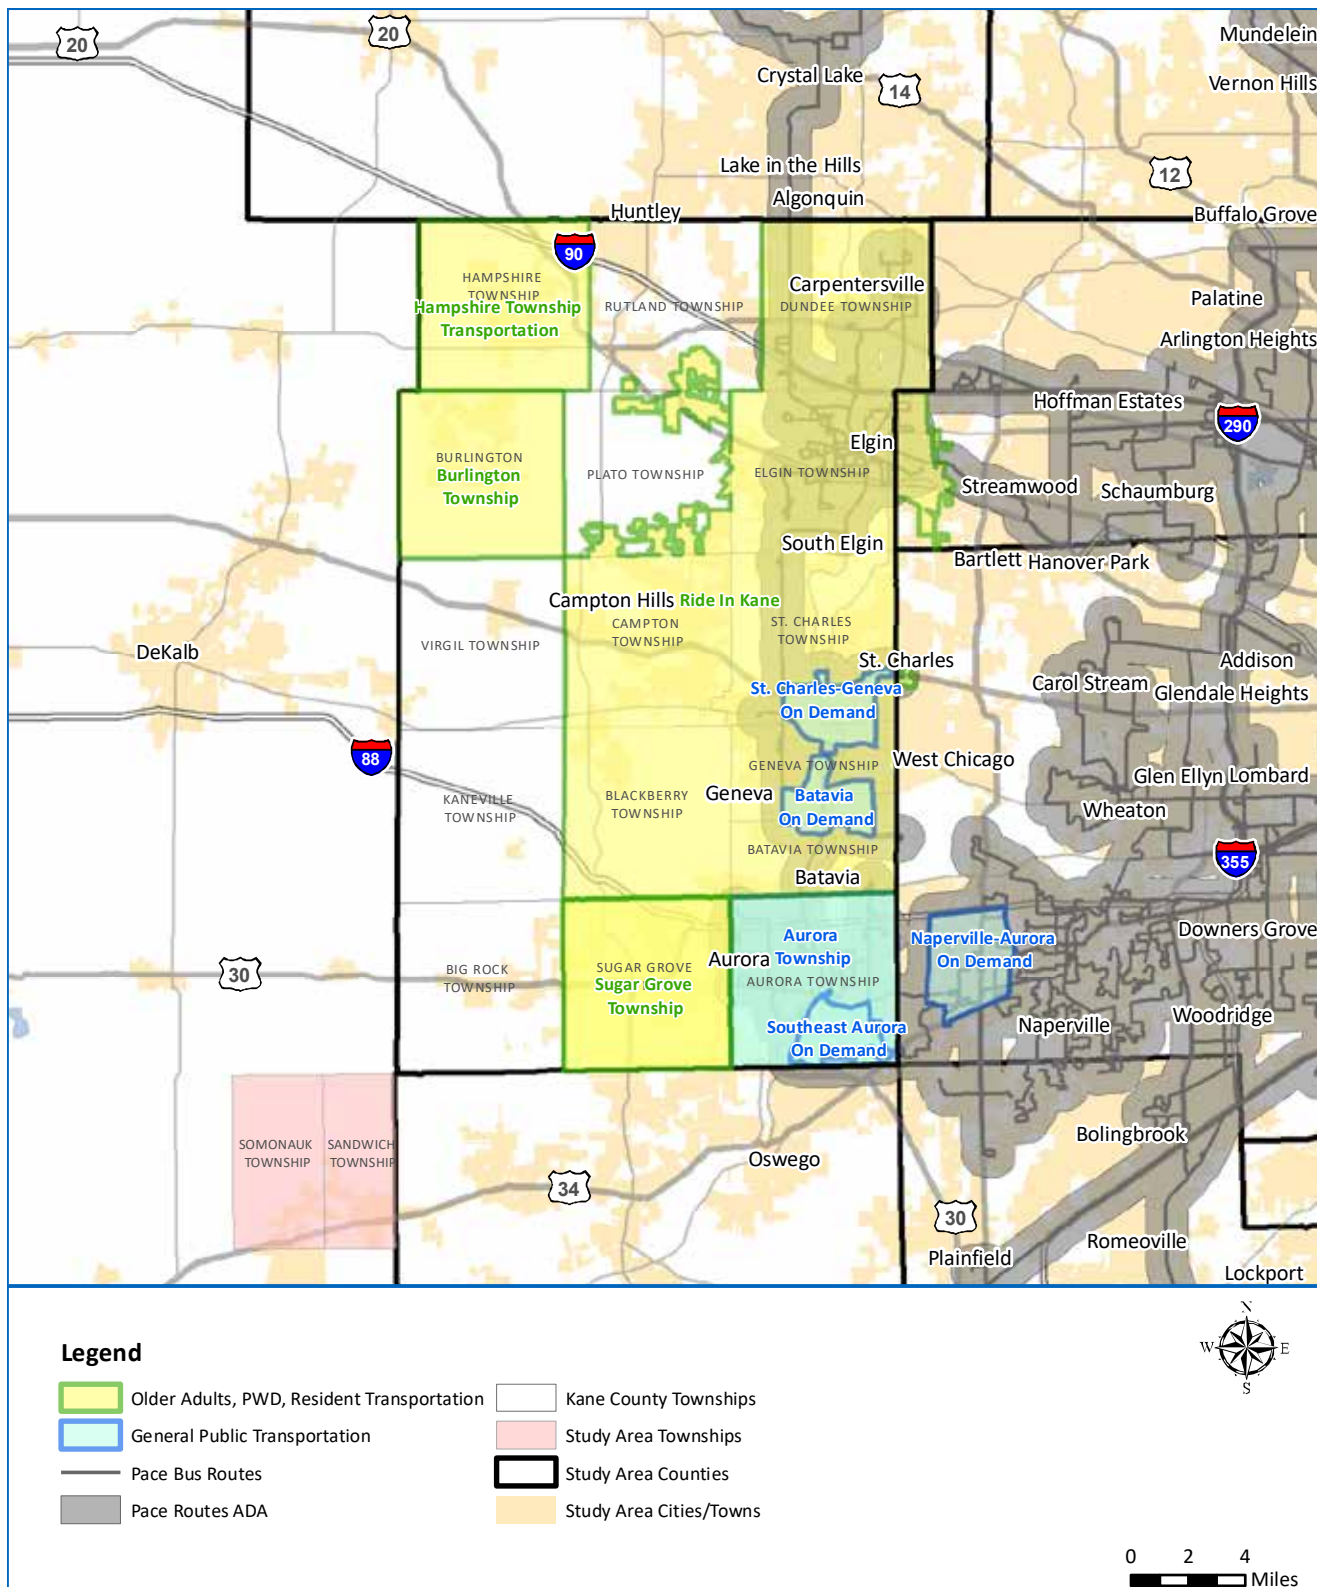 20
20
Mundelein
Crystal Lake
14
Vernon Hills
Lake in the Hills
12
Algonquin
Huntley
Buffalo Grove
90
HAMPSHIRE
TOWNSHIP
Hampshire Township
Transportation
RUTLAND TOWNSHIP
Carpentersville
DUNDEE TOWNSHIP
Palatine
Arlington Heights
Hoffman Estates
290
Elgin
BURLINGTON
Burlington
Township
PLATO TOWNSHIP
ELGIN TOWNSHIP
Streamwood
Schaumburg
South Elgin
Bartlett
Hanover Park
Campton Hills
Ride In Kane
CAMPTON
TOWNSHIP
ST. CHARLES
TOWNSHIP
VIRGIL TOWNSHIP
DeKalb
St. Charles
Addison
St. Charles-Geneva
On Demand
Carol Stream
Glendale Heights
88
GENEVA TOWNSHIP
West Chicago
Glen Ellyn
Lombard
KANEVILLE
TOWNSHIP
BLACKBERRY
TOWNSHIP
Geneva
Batavia
On Demand
Wheaton
BATAVIA TOWNSHIP
355
Batavia
Aurora
Township
Naperville-Aurora
On Demand
Downers Grove
30
BIG ROCK
TOWNSHIP
SUGAR GROVE
Sugar Grove
Township
Aurora
AURORA TOWNSHIP
Southeast Aurora
On Demand
Naperville
Woodridge
SOMONAUK
TOWNSHIP
SANDWICH
TOWNSHIP
Bolingbrook
Oswego
34
30
Plainfield
Romeoville
Lockport
Legend
Older Adults, PWD, Resident Transportation
General Public Transportation
Pace Bus Routes
Pace Routes ADA
Kane County Townships
Study Area Townships
Study Area Counties
Study Area Cities/Towns
N
W
E
S
0 2 4
Miles